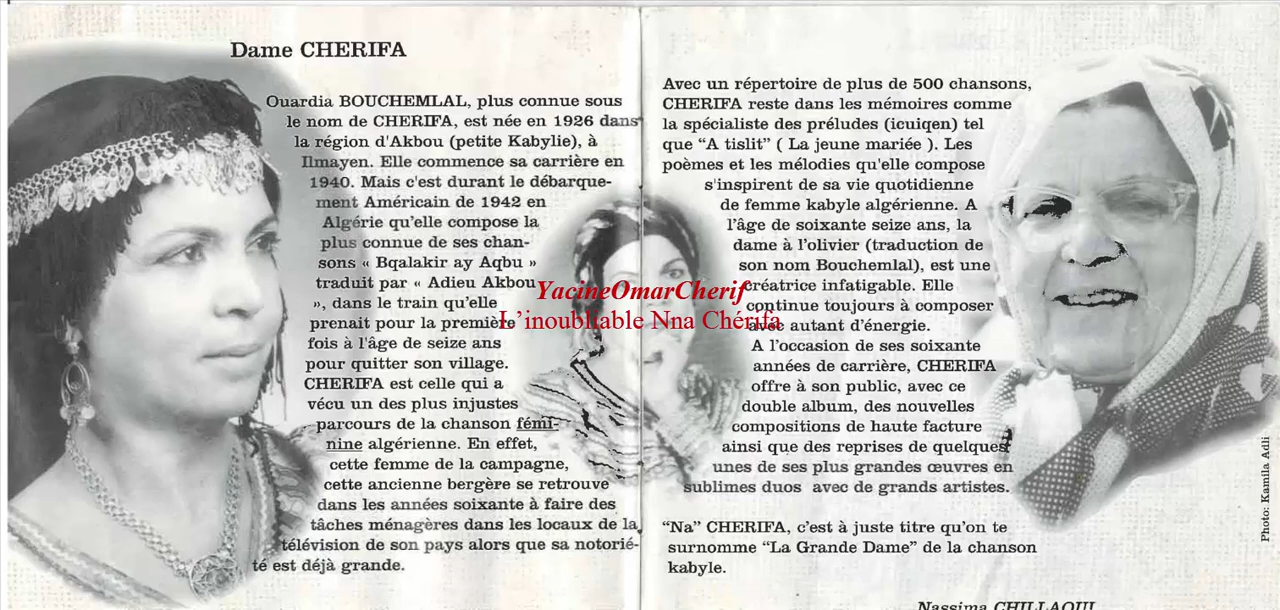 Dame CHERIFA
Ouardia BOUCHEMLAL, plus connue sous
le nom de CHERIFA, est née en 1926 dans
la région d'Akbou (petite Kabylie), à
Ilmayen. Elle commence sa carrière en
1940. Mais c'est durant le débarque-
ment Américain de 1942 en
Algérie qu'elle compose la
plus connue de ses chan-
sons « Bqalakir ay Aqbu »
traduit par « Adieu Akbou
», dans le train qu'elle
prenait pour la première
fois à l'âge de seize ans
pour quitter son village.
CHERIFA est celle qui a
vécu un des plus injustes
parcours de la chanson fémi-
nine algérienne. En effet,
cette femme de la campagne,
cette ancienne bergère se retrouve
dans les années soixante à faire des
tâches ménagères dans les locaux de la
télévision de son pays alors que sa notorié-
té est déjà grande.
YacineOmarCherif
L'inoubliable Nna Chérifa
Avec un répertoire de plus de 500 chansons,
CHERIFA reste dans les mémoires comme
la spécialiste des préludes (icuiqen) tel
que "A tislit" ( La jeune mariée ). Les
poèmes et les mélodies qu'elle compose
s'inspirent de sa vie quotidienne
de femme kabyle algérienne. A
l'âge de soixante seize ans, la
dame à l'olivier (traduction de
son nom Bouchemlal), est une
créatrice infatigable. Elle
continue toujours à composer
avec autant d'énergie.
A l'occasion de ses soixante
années de carrière, CHERIFA
offre à son public, avec ce
double album, des nouvelles
compositions de haute facture
ainsi que des reprises de quelques
unes de ses plus grandes œuvres en
sublimes duos avec de grands artistes.
"Na" CHERIFA, c'est à juste titre qu'on te
surnomme "La Grande Dame" de la chanson
kabyle.
Nassima CHILLAOUI
Photo: Kamila Adli